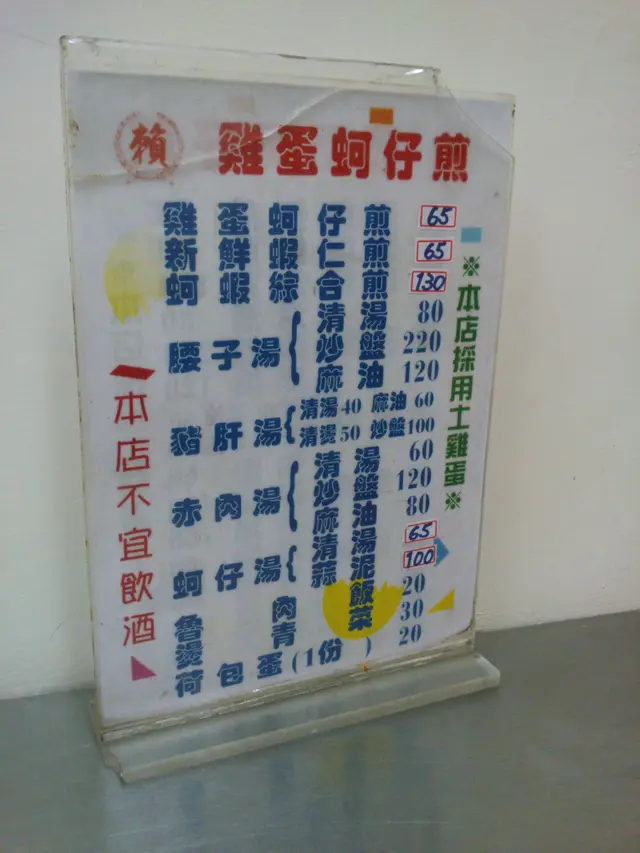 賴 雞蛋蚵仔煎
雞蛋蚵仔煎 65
新鮮蝦仁煎 65
蚵蝦綜合煎 130
腰子湯 { 清湯 80
炒盤 220
麻油 120
豬肝湯 { 清湯 40 麻油 60
清燙 50 炒盤 100
赤肉湯 { 清湯 60
炒盤 120
麻油 80
蚵仔湯 { 清湯 65
蒜泥 100
魯肉飯 20
燙青菜 30
荷包蛋(1份) 20
本店不宜飲酒
※本店採用土雞蛋※